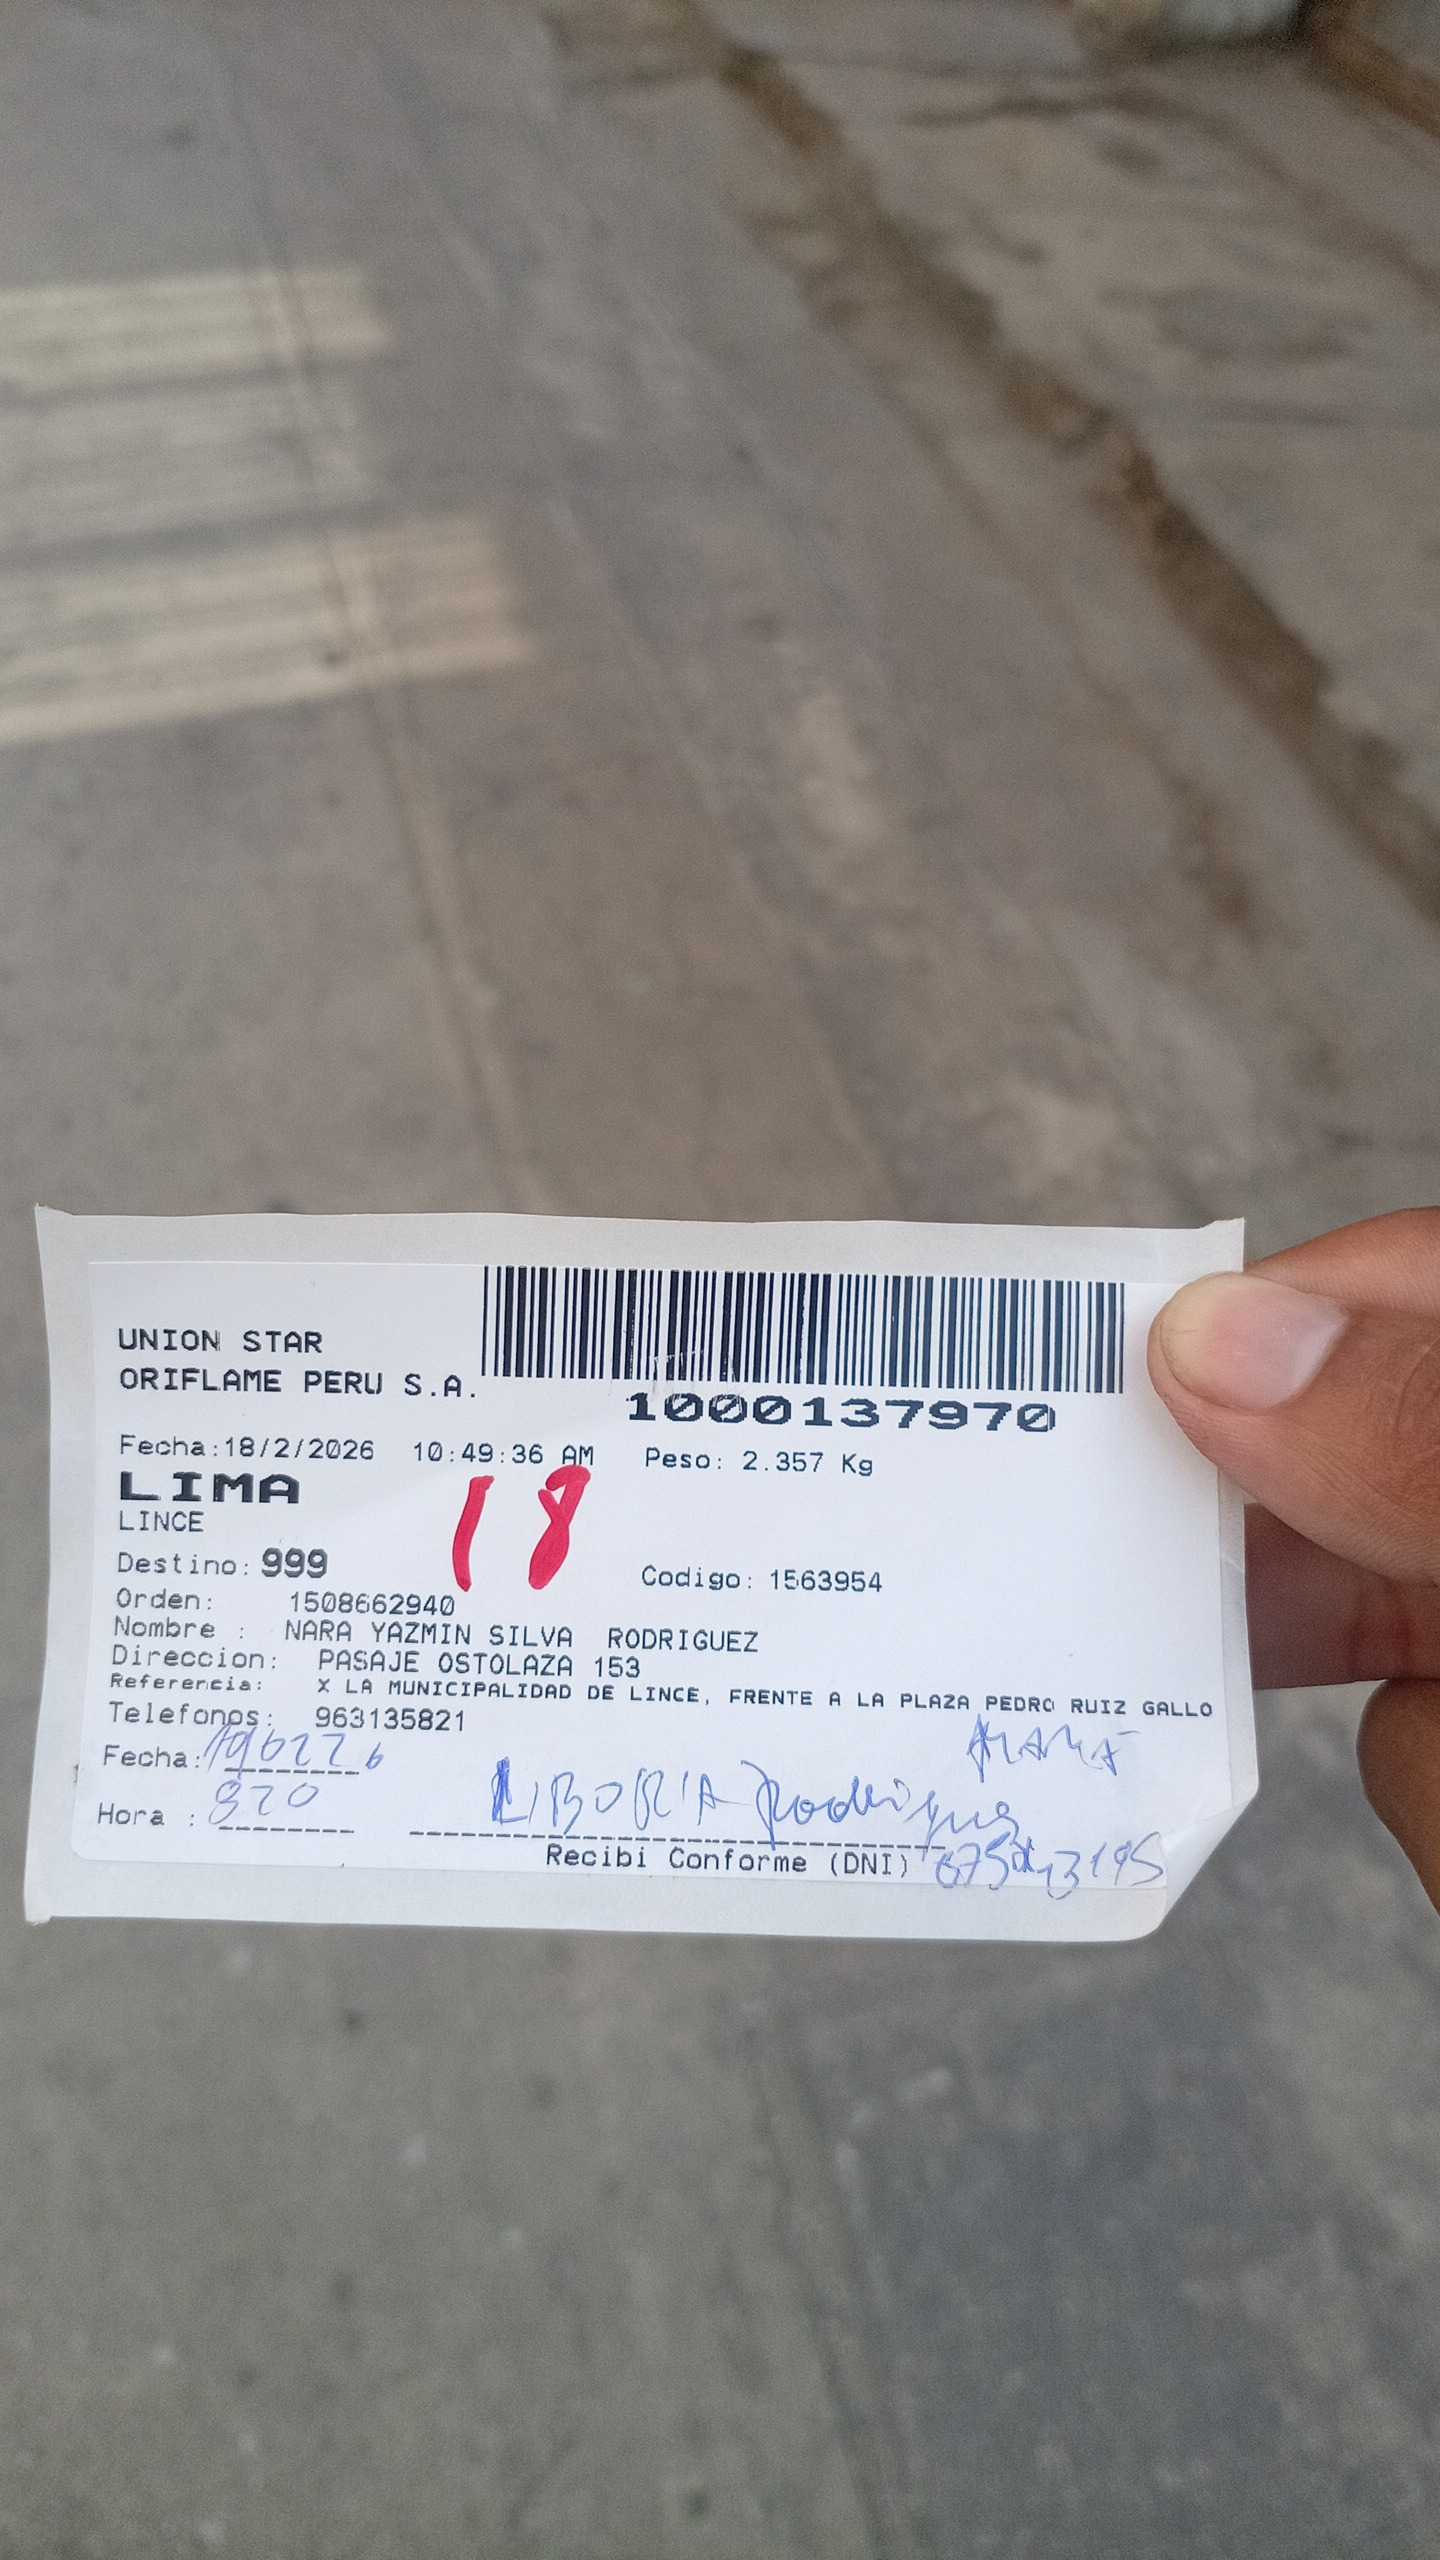 UNION STAR
ORIFLAME PERU S.A.
1000137970
Fecha:18/2/2026 10:49:36 AM Peso: 2.357 Kg
LIMA
LINCE
18
Destino: 999 Codigo: 1563954
Orden: 1508662940
Nombre : NARA YAZMIN SILVA RODRIGUEZ
Direccion: PASAJE OSTOLAZA 153
Referencia: X LA MUNICIPALIDAD DE LINCE, FRENTE A LA PLAZA PEDRO RUIZ GALLO
Telefonos: 963135821
MAMÁ
Fecha:
LIBORIA Rodriguez
Hora : 820
Recibi Conforme (DNI)